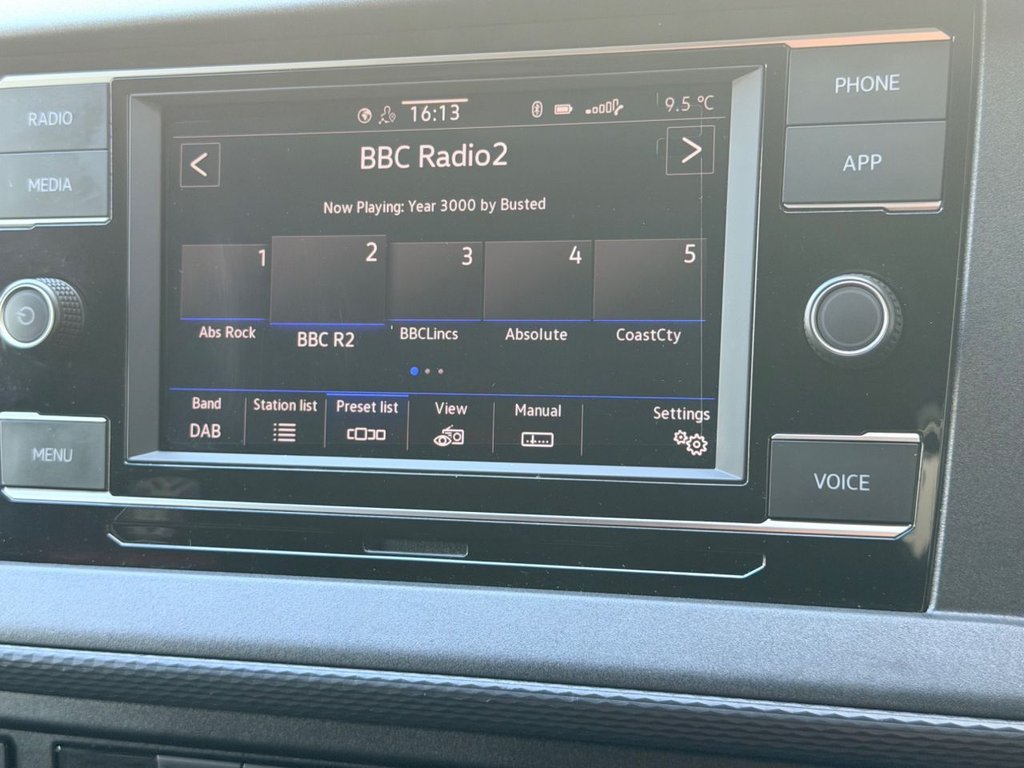 RADIO
MEDIA
MENU
16:13
9.5 °C
<
BBC Radio2
>
Now Playing: Year 3000 by Busted
1
2
3
4
5
Abs Rock
BBC R2
BBCLincs
Absolute
CoastCty
Band
DAB
Station list
Preset list
View
Manual
Settings
PHONE
APP
VOICE